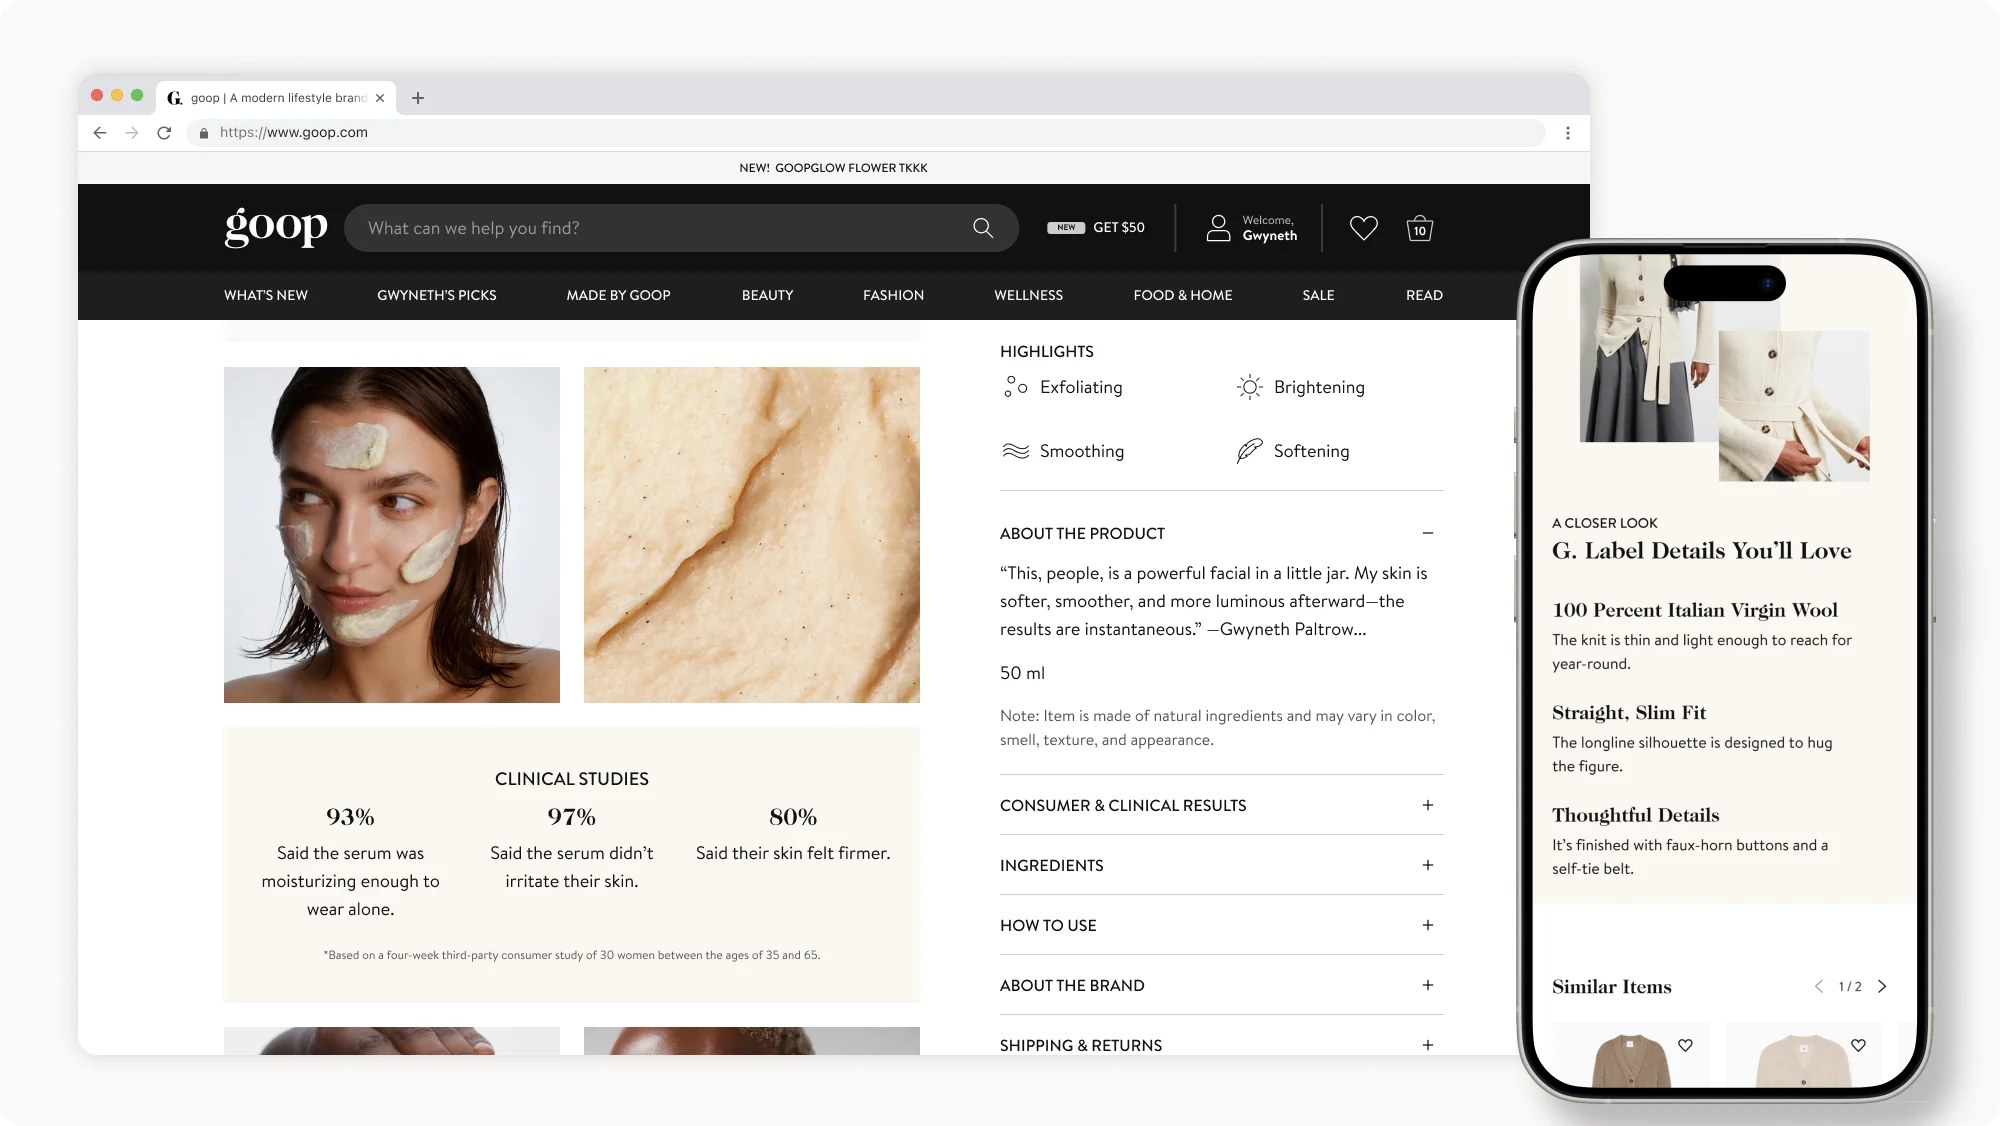 G. goop | A modern lifestyle brand
https://www.goop.com
NEW! GOOPGLOW FLOWER TKKK
goop
What can we help you find?
NEW GET $50
Welcome,
Gwyneth
10
WHAT'S NEW GWYNETH'S PICKS MADE BY GOOP BEAUTY FASHION WELLNESS FOOD & HOME SALE READ
CLINICAL STUDIES
93%
Said the serum was
moisturizing enough to
wear alone.
97%
Said the serum didn't
irritate their skin.
80%
Said their skin felt firmer.
*Based on a four-week third-party consumer study of 30 women between the ages of 35 and 65.
HIGHLIGHTS
Exfoliating Brightening
Smoothing Softening
ABOUT THE PRODUCT
“This, people, is a powerful facial in a little jar. My skin is
softer, smoother, and more luminous afterward—the
results are instantaneous.” —Gwyneth Paltrow...
50 ml
Note: Item is made of natural ingredients and may vary in color,
smell, texture, and appearance.
CONSUMER & CLINICAL RESULTS
INGREDIENTS
HOW TO USE
ABOUT THE BRAND
SHIPPING & RETURNS
A CLOSER LOOK
G. Label Details You’ll Love
100 Percent Italian Virgin Wool
The knit is thin and light enough to reach for
year-round.
Straight, Slim Fit
The longline silhouette is designed to hug
the figure.
Thoughtful Details
It’s finished with faux-horn buttons and a
self-tie belt.
Similar Items
1 / 2